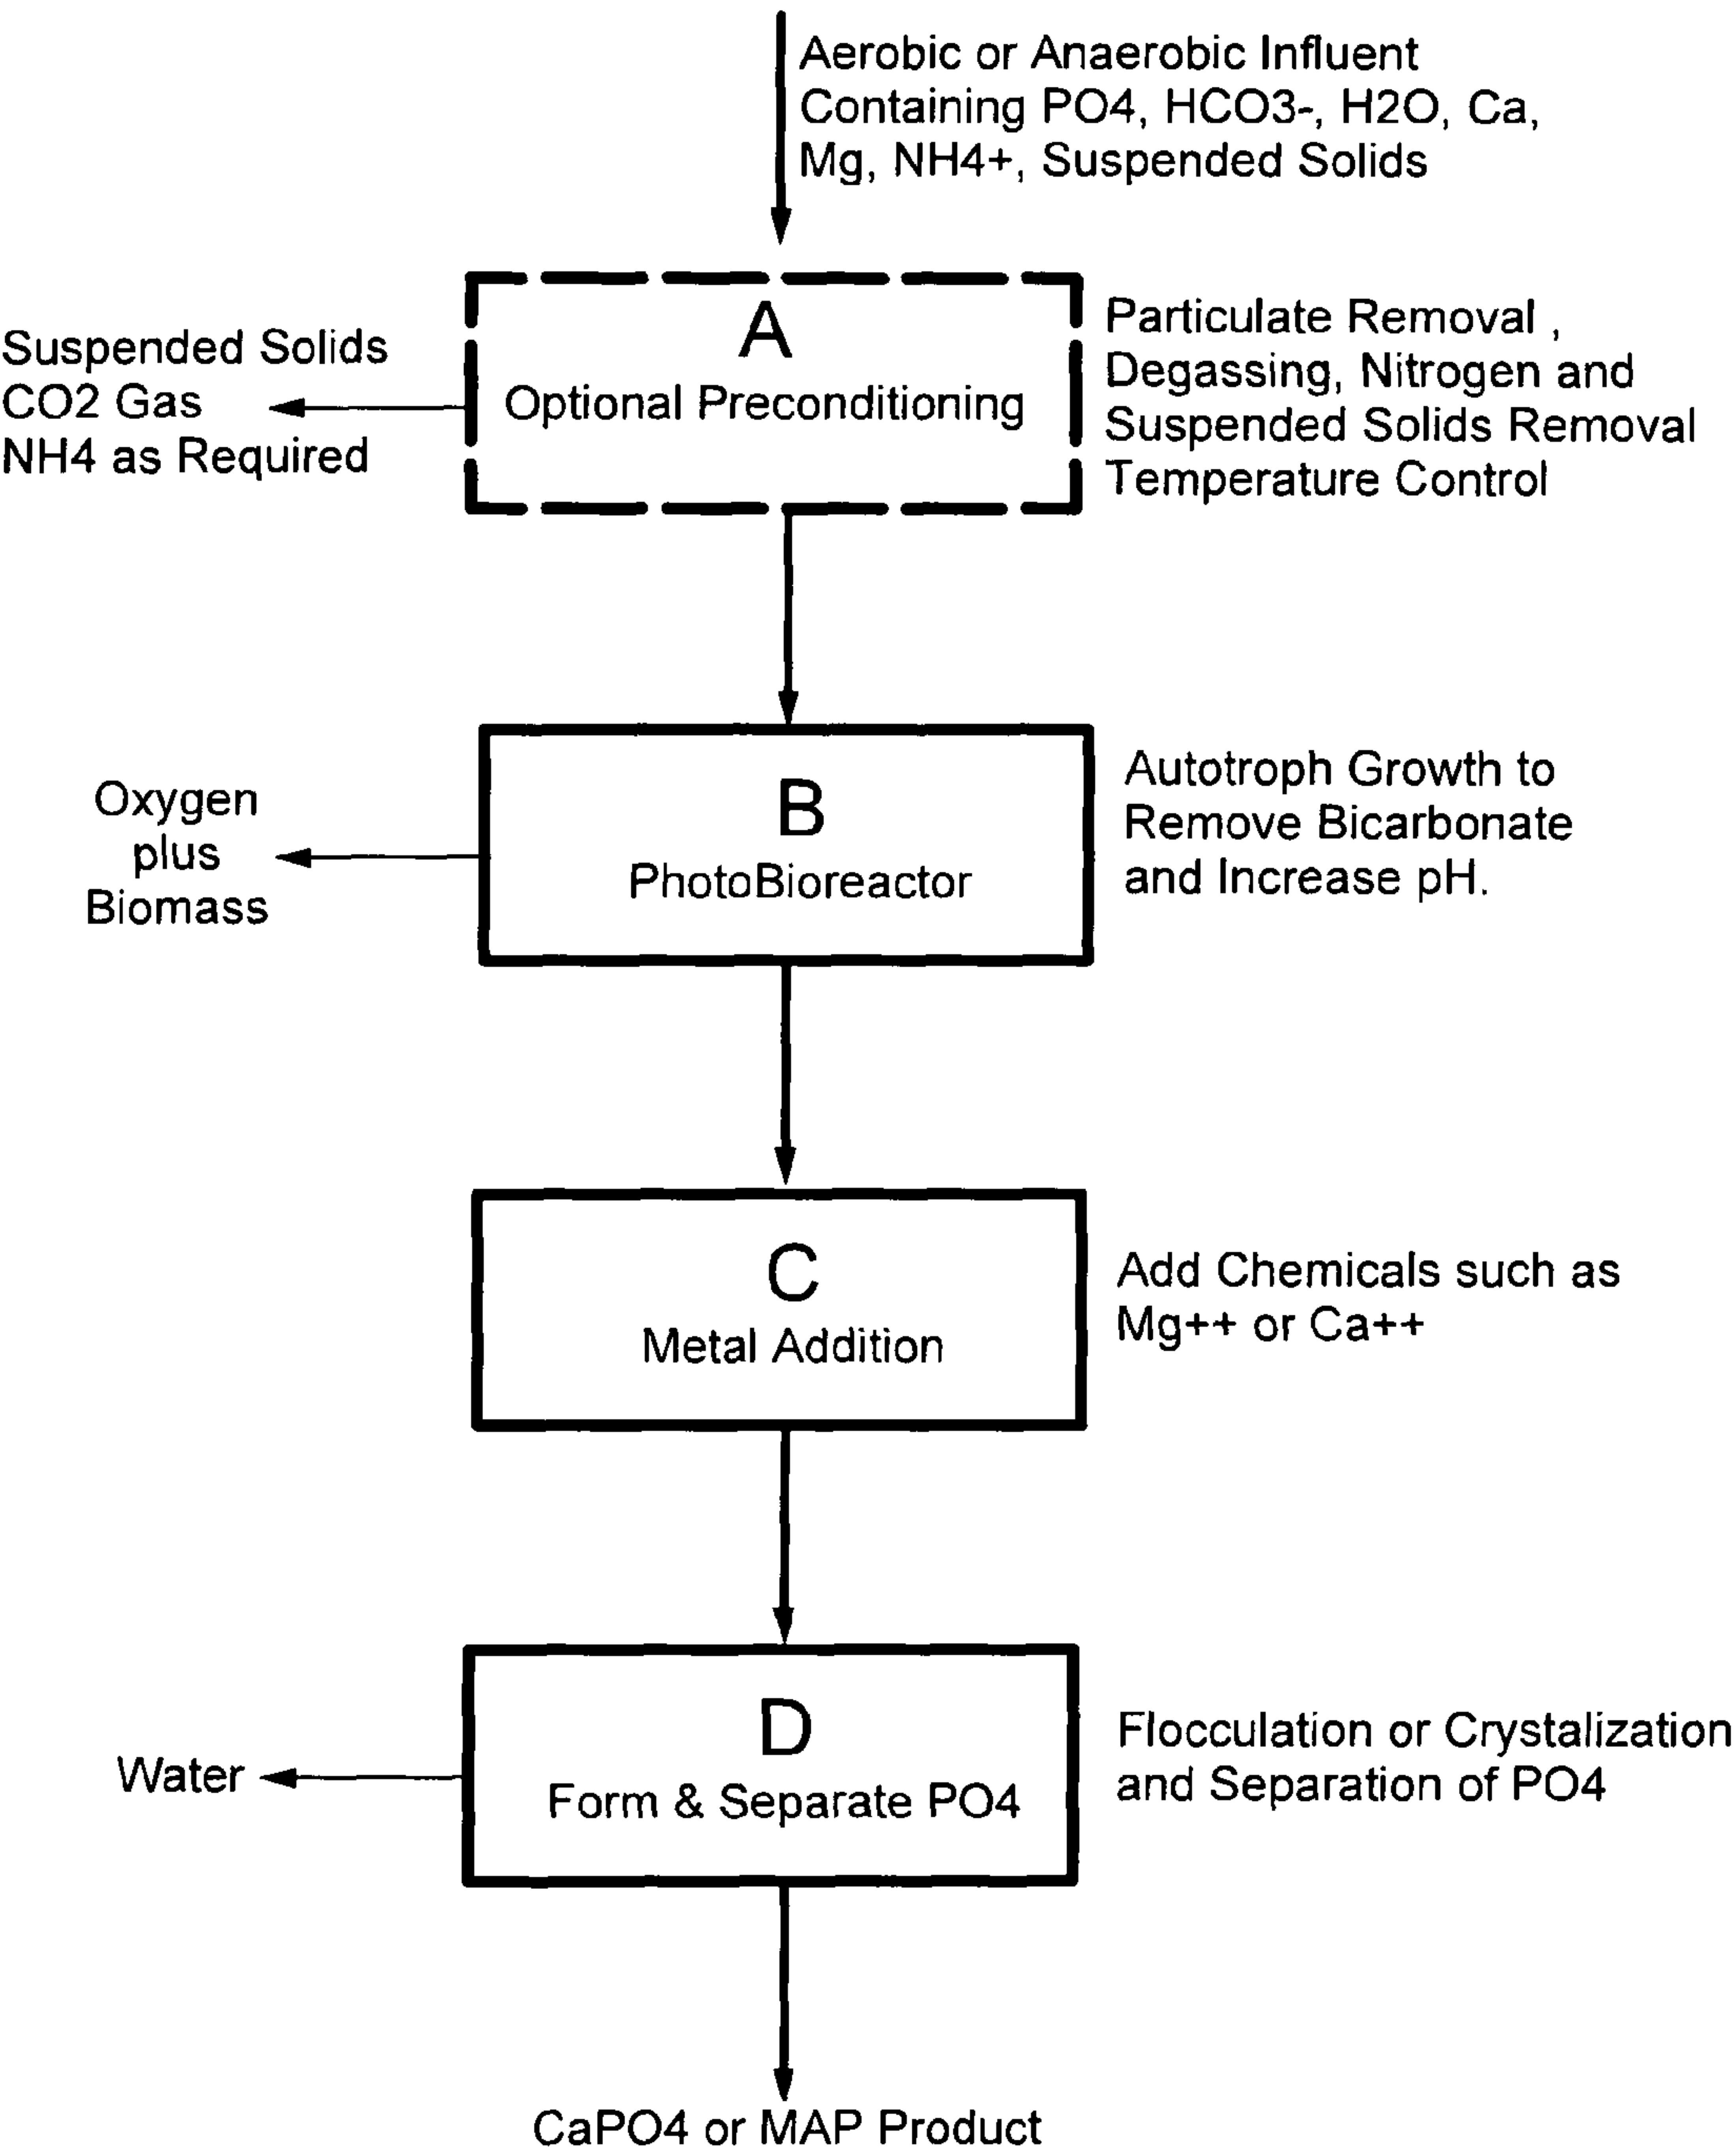 Aerobic or Anaerobic Influent
Containing PO4, HCO3-, H2O, Ca,
Mg, NH4+, Suspended Solids
A
Optional Preconditioning
Suspended Solids
CO2 Gas
NH4 as Required
Particulate Removal ,
Degassing, Nitrogen and
Suspended Solids Removal
Temperature Control
B
PhotoBioreactor
Oxygen
plus
Biomass
Autotroph Growth to
Remove Bicarbonate
and Increase pH.
C
Metal Addition
Add Chemicals such as
Mg++ or Ca++
D
Form & Separate PO4
Water
Flocculation or Crystalization
and Separation of PO4
CaPO4 or MAP Product